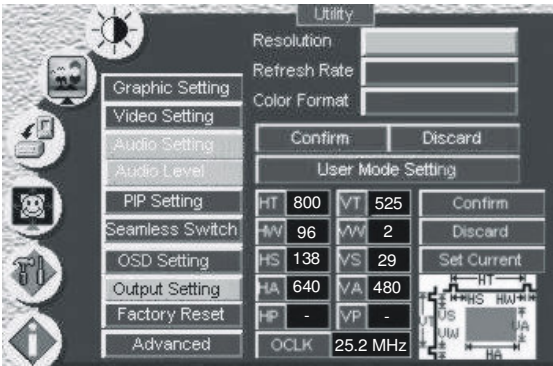 Utility
Resolution
Refresh Rate
Color Format
Confirm Discard
User Mode Setting
Graphic Setting
Video Setting
Audio Setting
Audio Level
PIP Setting
Seamless Switch
OSD Setting
Output Setting
Factory Reset
Advanced
HT 800 VT 525 Confirm
HW 96 VW 2 Discard
HS 138 VS 29 Set Current
HA 640 VA 480
HP - VP -
OCLK 25.2 MHz
HT
HS HW
VT VS VW VA
HA